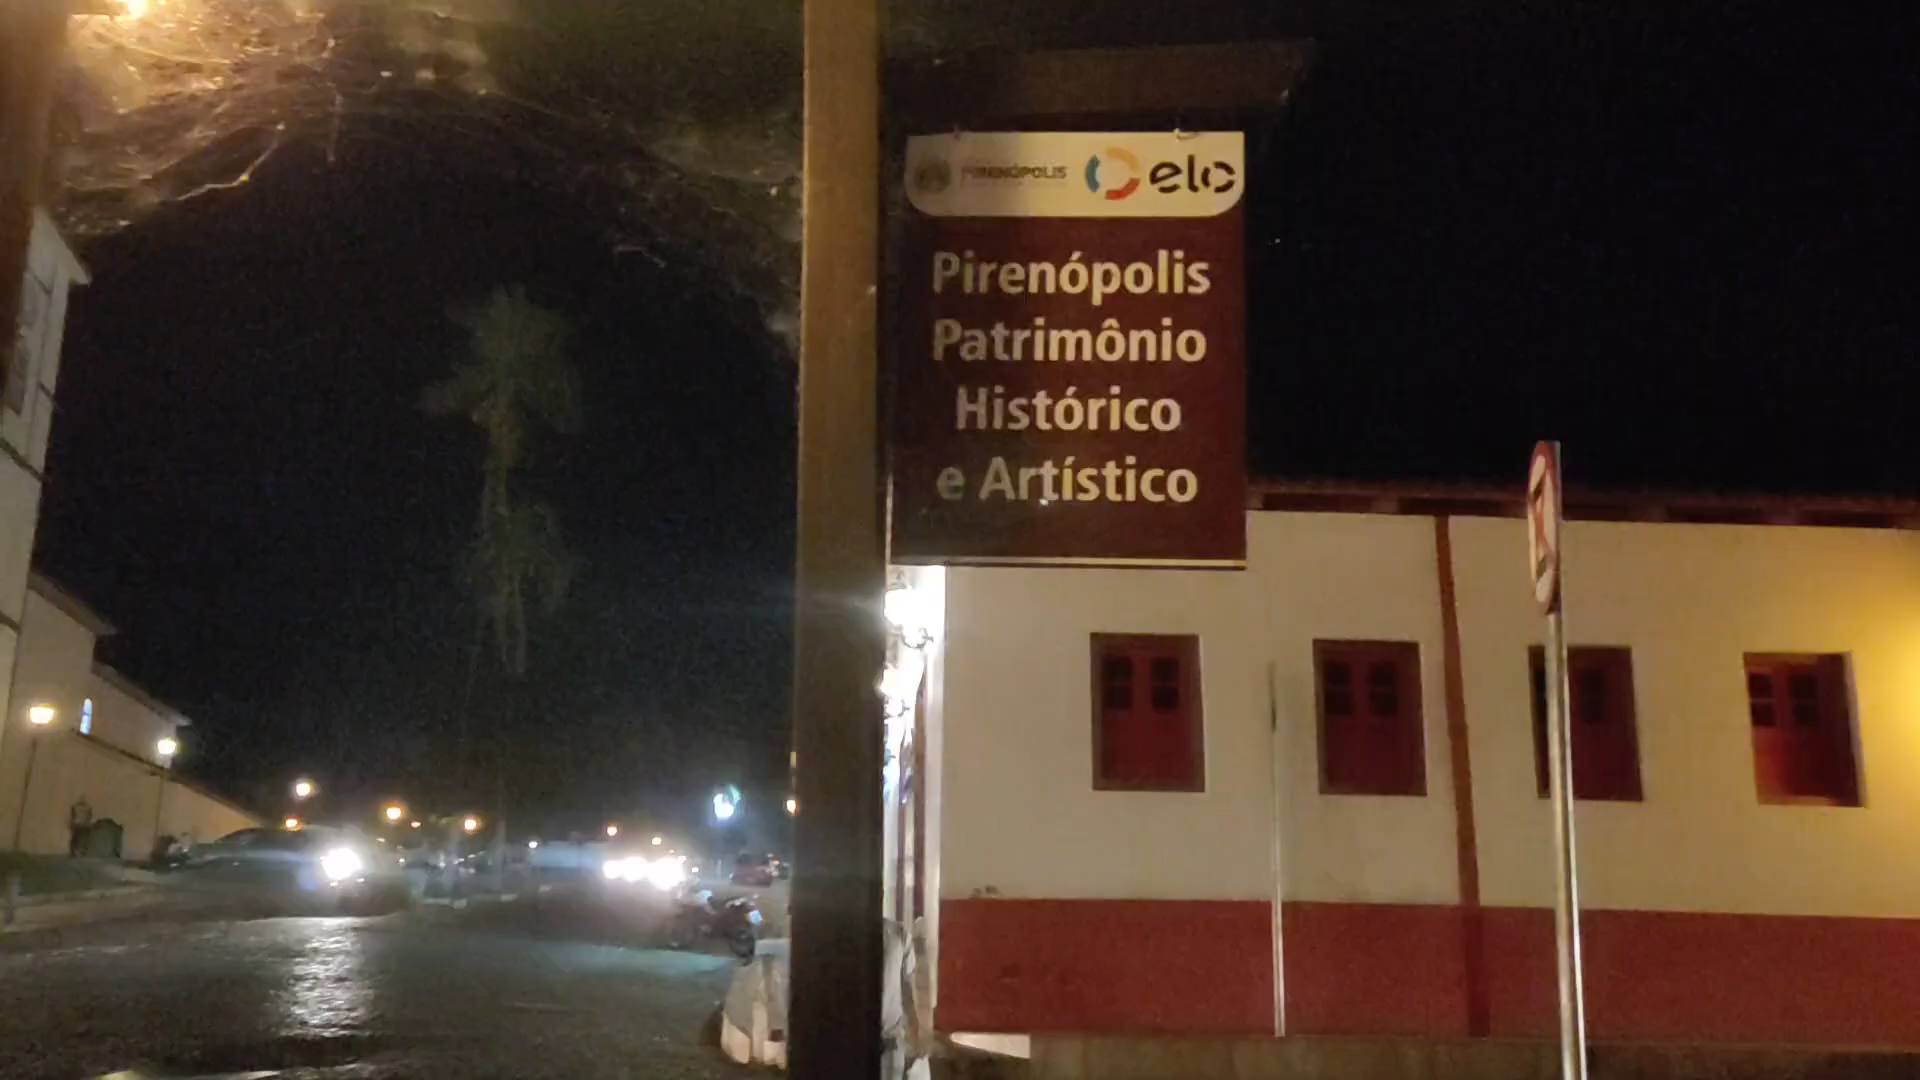 PIRENÓPOLIS elo
Pirenópolis
Patrimônio
Histórico
e Artístico